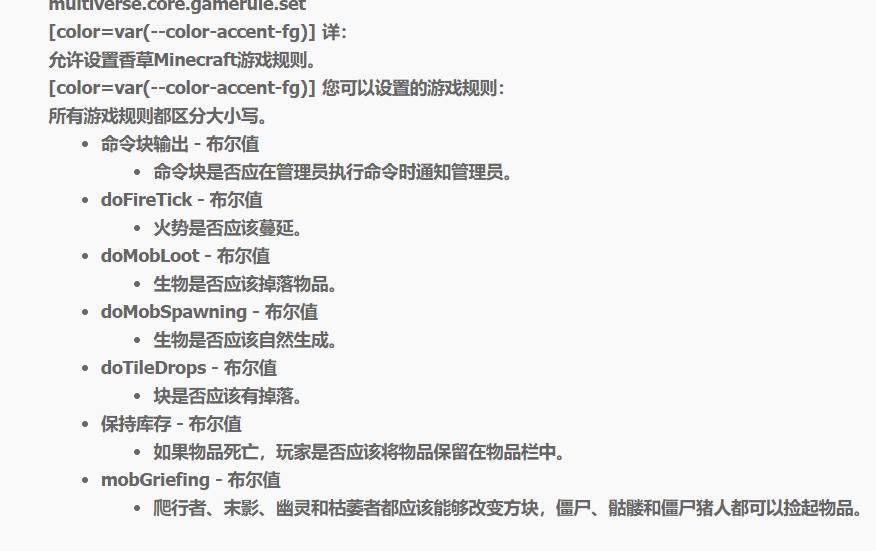 multiverse.core.gamerule.set
[color=var(--color-accent-fg)] 详：
允许设置香草Minecraft游戏规则。
[color=var(--color-accent-fg)] 您可以设置的游戏规则：
所有游戏规则都区分大小写。
• 命令块输出 - 布尔值
• 命令块是否应在管理员执行命令时通知管理员。
• doFireTick - 布尔值
• 火势是否应该蔓延。
• doMobLoot - 布尔值
• 生物是否应该掉落物品。
• doMobSpawning - 布尔值
• 生物是否应该自然生成。
• doTileDrops - 布尔值
• 块是否应该有掉落。
• 保持库存 - 布尔值
• 如果物品死亡，玩家是否应该将物品保留在物品栏中。
• mobGriefing - 布尔值
• 爬行者、末影、幽灵和枯萎者都应该能够改变方块，僵尸、骷髅和僵尸猪人都可以捡起物品。